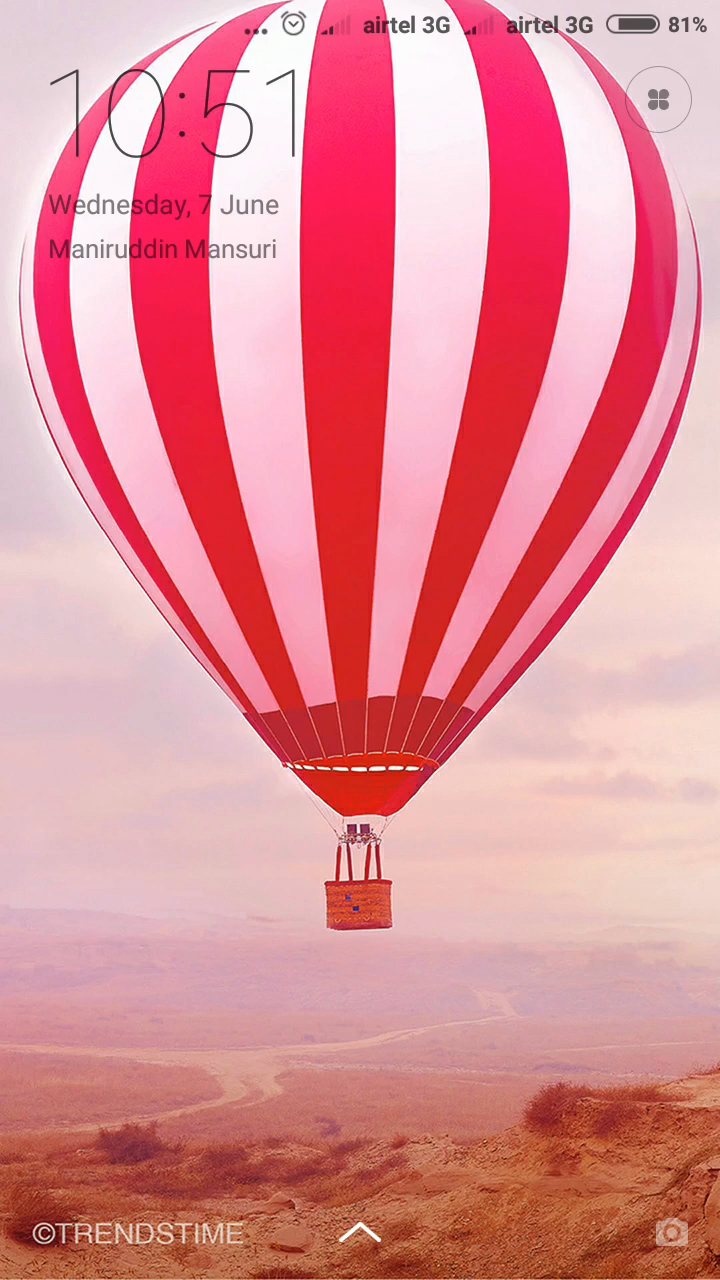 ... airtel 3G airtel 3G 81%
10:51
Wednesday, 7 June
Maniruddin Mansuri
©TRENDSTIME